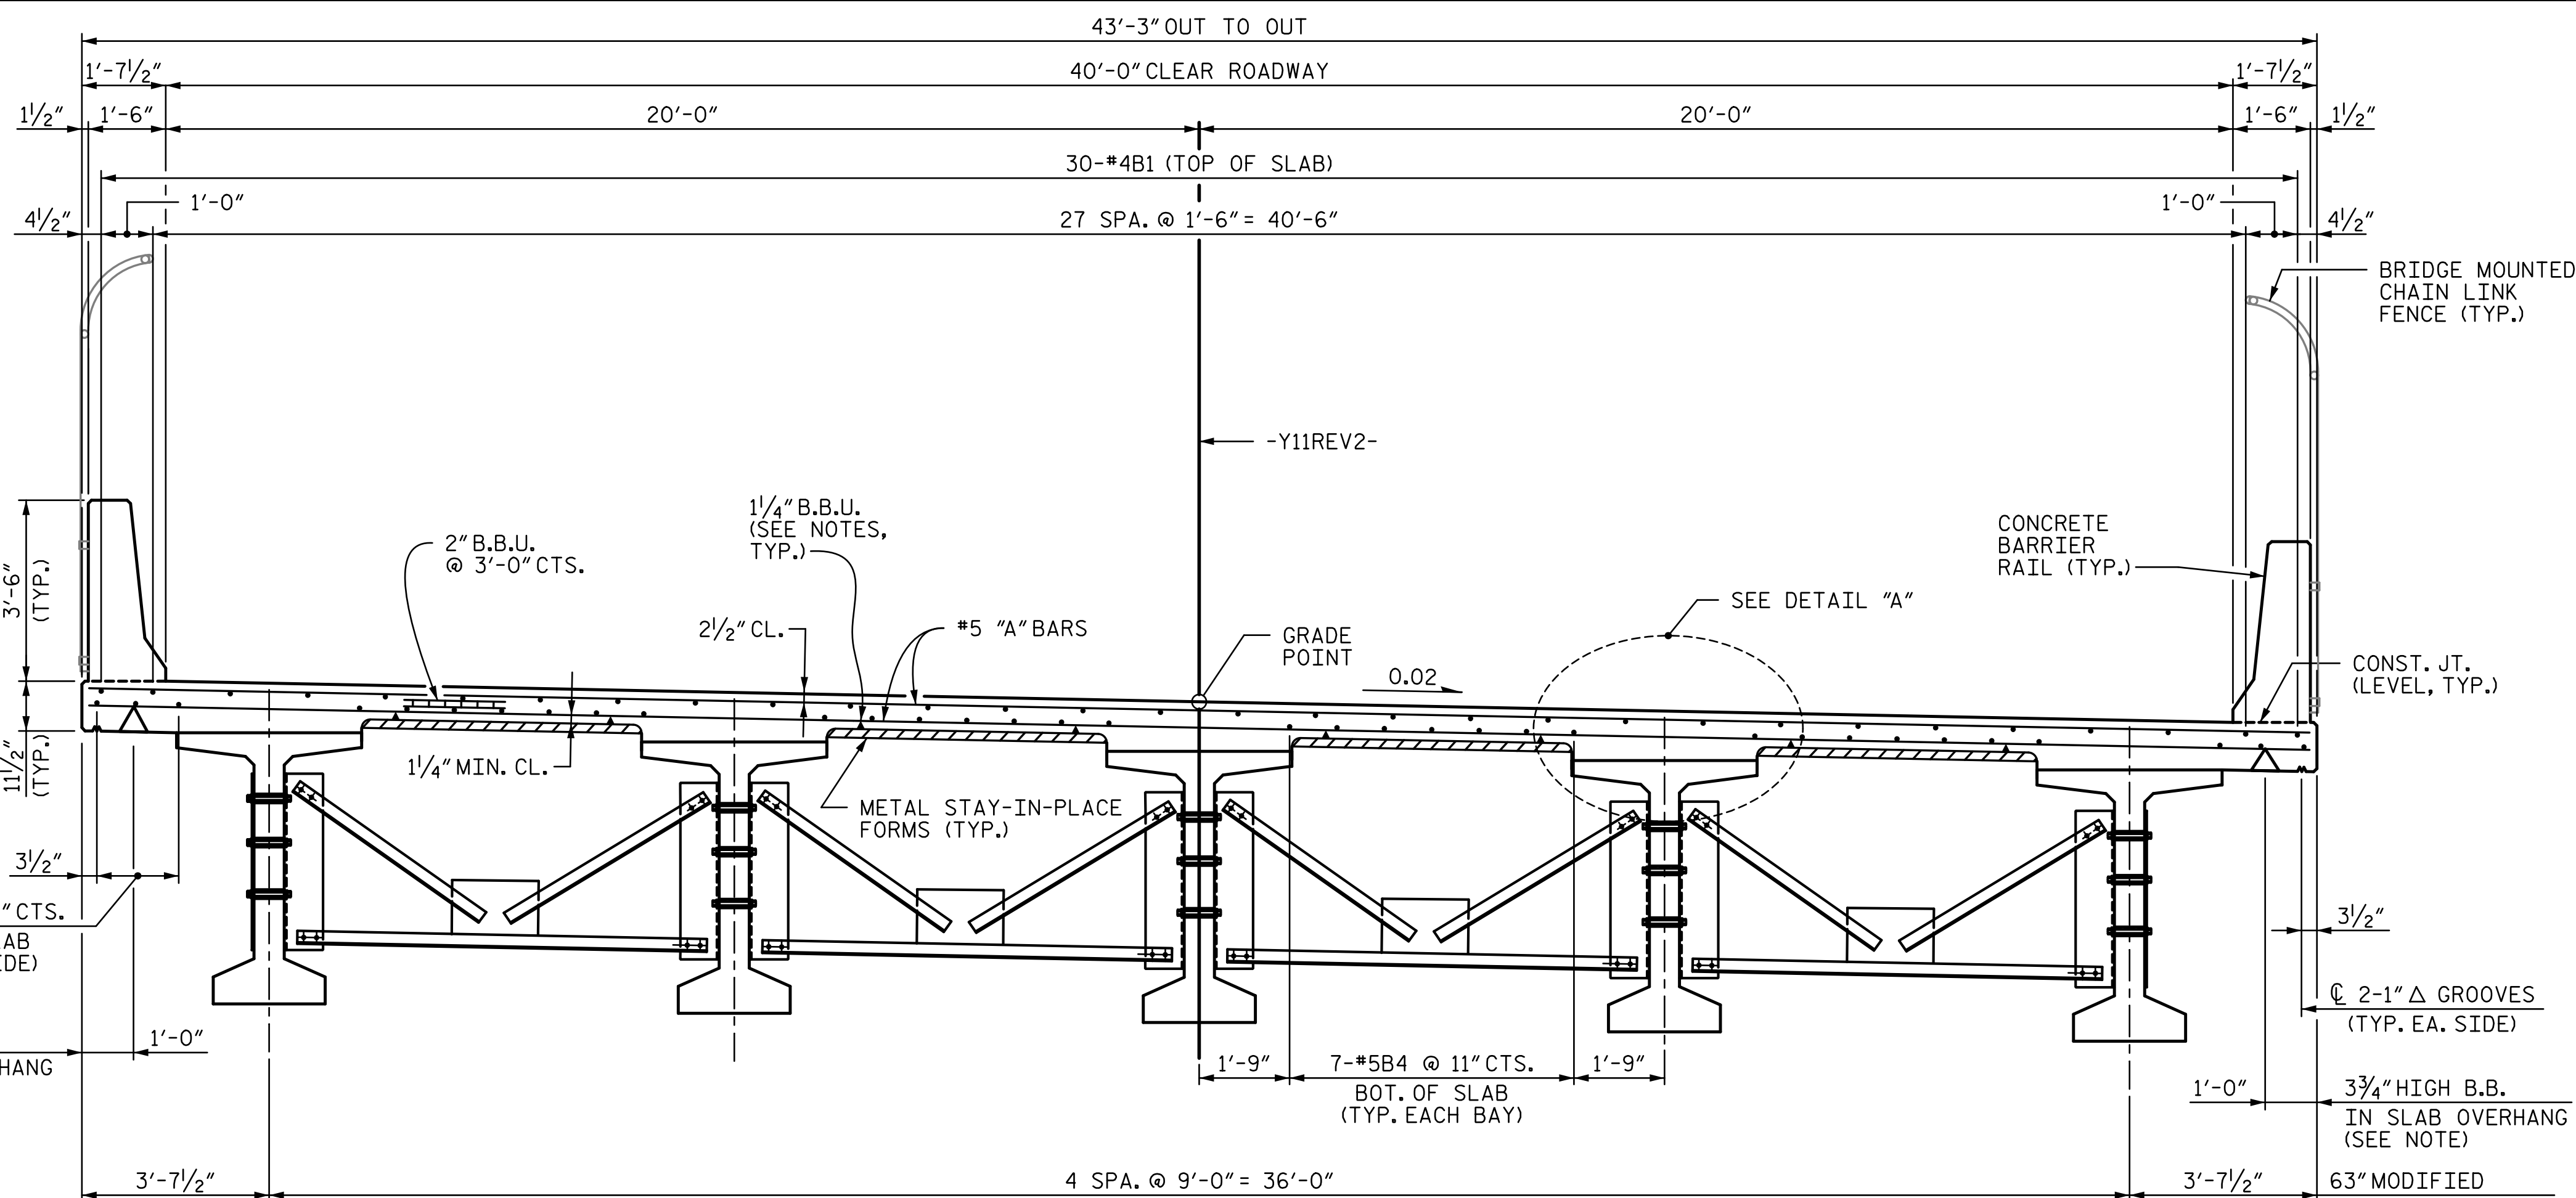 43'-3" OUT TO OUT
1'-7½"
40'-0" CLEAR ROADWAY
1'-7½"
1½"
1'-6"
20'-0"
20'-0"
1'-6"
1½"
30-#4B1 (TOP OF SLAB)
4½"
1'-0"
27 SPA. @ 1'-6" = 40'-6"
1'-0"
4½"
BRIDGE MOUNTED
CHAIN LINK
FENCE (TYP.)
-Y11REV2-
3'-6"
(TYP.)
2" B.B.U.
@ 3'-0" CTS.
1¼" B.B.U.
(SEE NOTES,
TYP.)
2½" CL.
#5 "A" BARS
GRADE
POINT
0.02
SEE DETAIL "A"
CONCRETE
BARRIER
RAIL (TYP.)
CONST. JT.
(LEVEL, TYP.)
11½"
(TYP.)
1¼" MIN. CL.
METAL STAY-IN-PLACE
FORMS (TYP.)
3½"
" CTS.
3½"
℄ 2-1" △ GROOVES
(TYP. EA. SIDE)
1'-0"
1'-9"
7-#5B4 @ 11" CTS.
1'-9"
BOT. OF SLAB
(TYP. EACH BAY)
1'-0"
3¾" HIGH B.B.
IN SLAB OVERHANG
(SEE NOTE)
3'-7½"
4 SPA. @ 9'-0" = 36'-0"
3'-7½"
63" MODIFIED